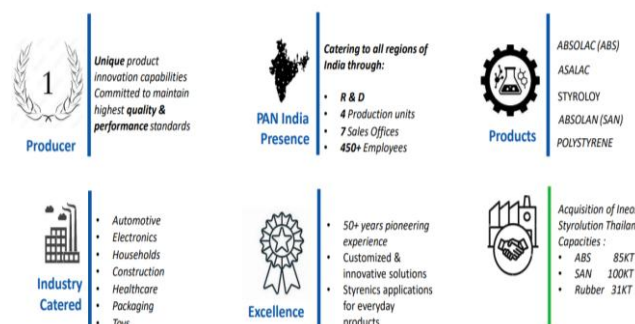 1
Producer
Unique product
innovation capabilities
Committed to maintain
highest quality &
performance standards
PAN India
Presence
Catering to all regions of
India through:
• R & D
• 4 Production units
• 7 Sales Offices
• 450+ Employees
Products
ABSOLAC (ABS)
ASALAC
STYROLOY
ABSOLAN (SAN)
POLYSTYRENE
Industry
Catered
• Automotive
• Electronics
• Households
• Construction
• Healthcare
• Packaging
• Toys
Excellence
• 50+ years pioneering
experience
• Customized &
innovative solutions
• Styrenics applications
for everyday
products
Acquisition of Ineos
Styrolution Thailand
Capacities :
• ABS 85KT
• SAN 100KT
• Rubber 31KT